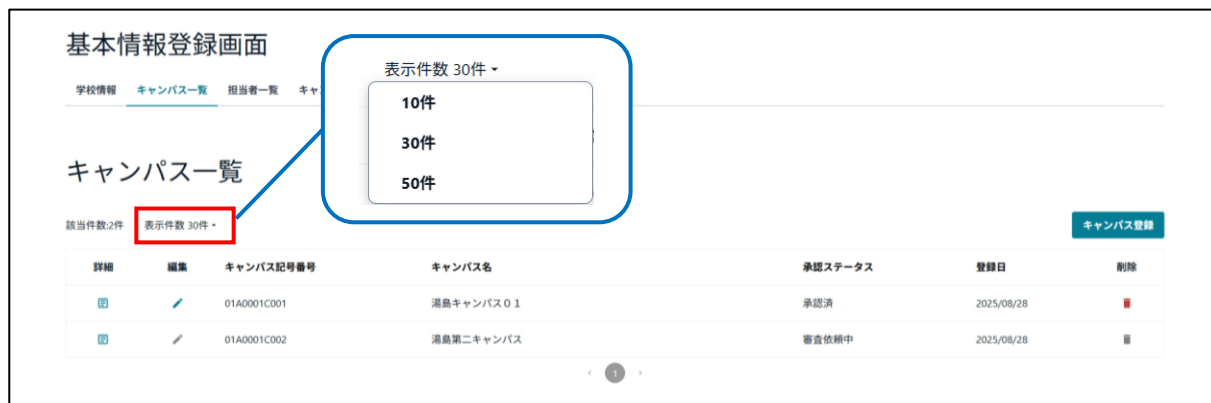 基本情報登録画面
学校情報 キャンパス一覧 担当者一覧
表示件数 30件
10件
30件
50件
キャンパス一覧
該当件数:2件 表示件数 30件
キャンパス登録
詳細 編集 キャンパス記号番号 キャンパス名 承認ステータス 登録日 削除
01A0001C001 湯島キャンパス０１ 承認済 2025/08/28
01A0001C002 湯島第二キャンパス 審査依頼中 2025/08/28
‹ 1 ›